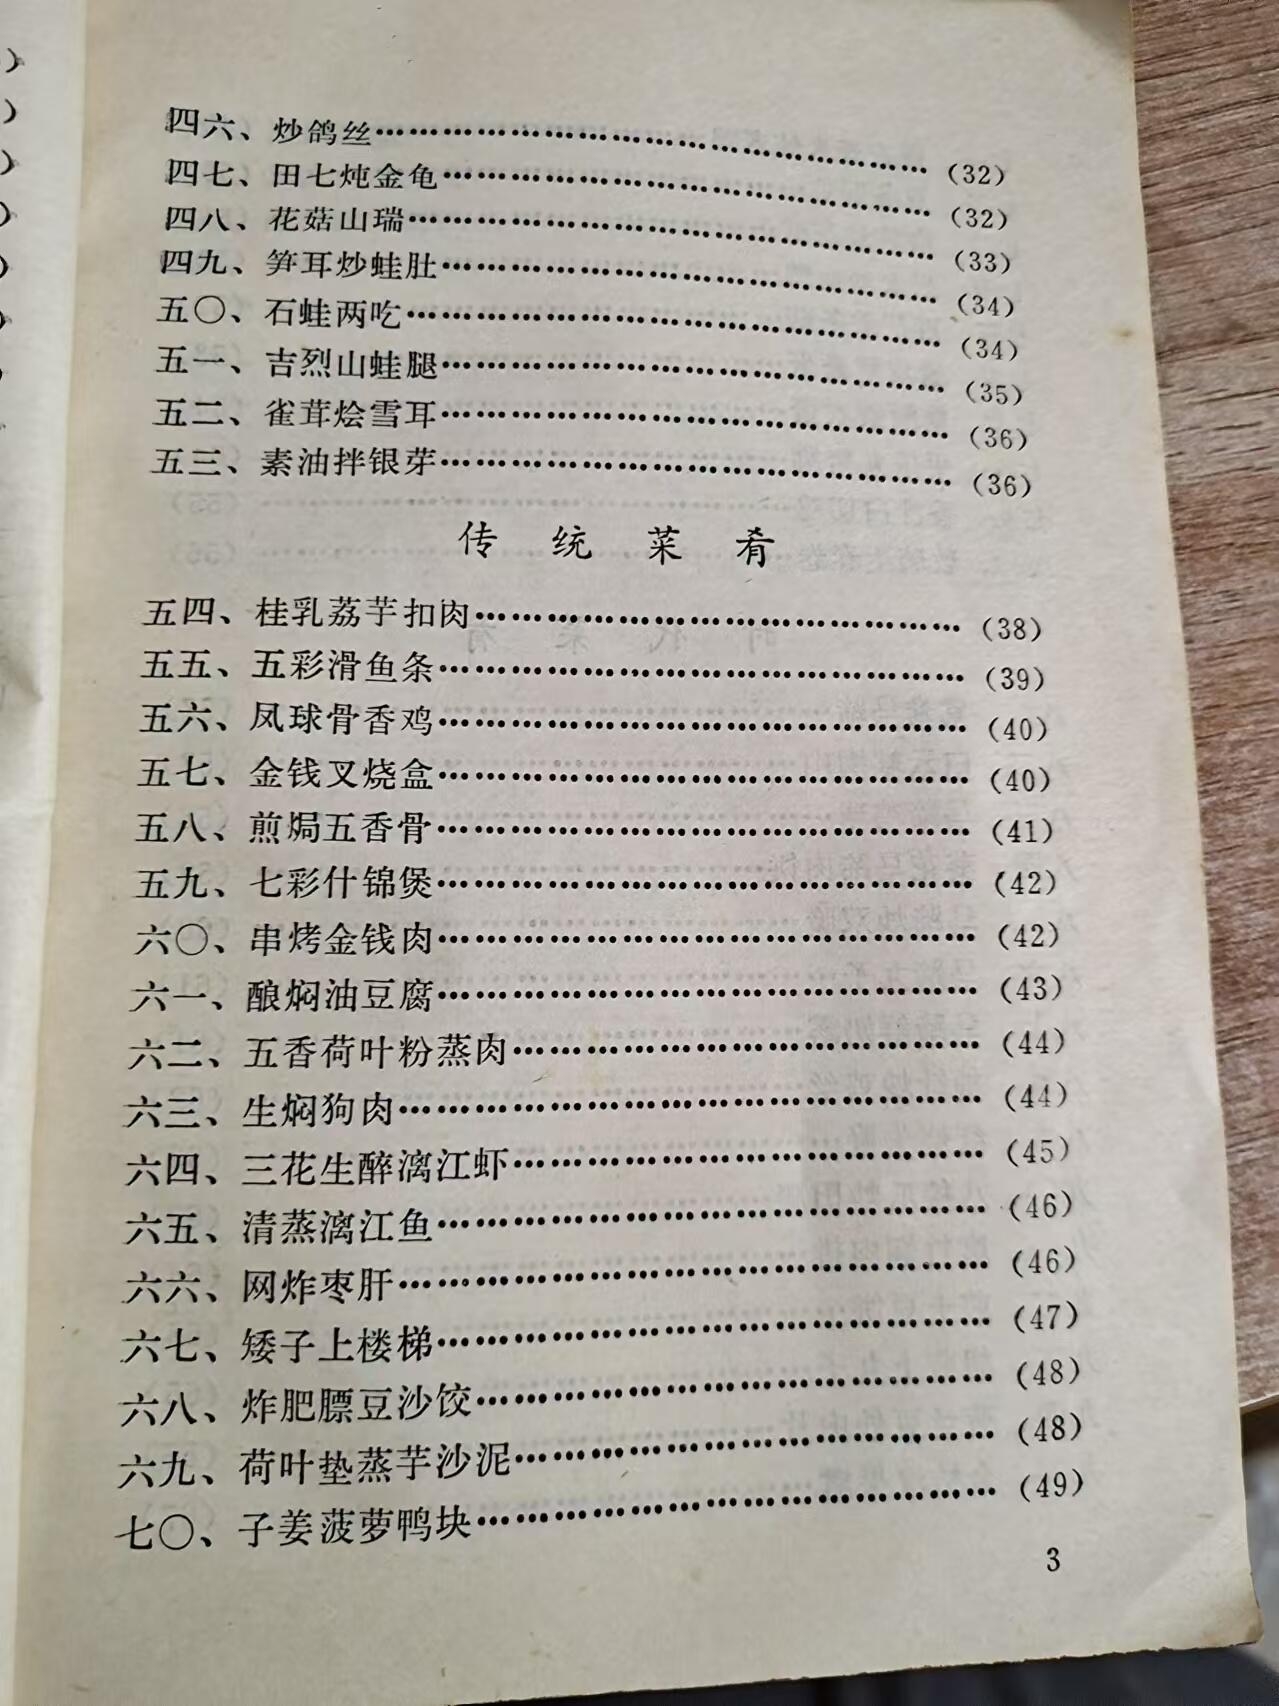 四六、炒鸽丝……………………………………………(32)
四七、田七炖金龟………………………………………(32)
四八、花菇山瑞…………………………………………(33)
四九、笋耳炒蛙肚………………………………………(34)
五〇、石蛙两吃…………………………………………(34)
五一、吉烈山蛙腿………………………………………(35)
五二、雀茸烩雪耳………………………………………(36)
五三、素油拌银芽………………………………………(36)
传统菜肴
五四、桂乳荔芋扣肉……………………………………(38)
五五、五彩滑鱼条………………………………………(39)
五六、凤球骨香鸡………………………………………(40)
五七、金钱叉烧盒………………………………………(40)
五八、煎焗五香骨………………………………………(41)
五九、七彩什锦煲………………………………………(42)
六〇、串烤金钱肉………………………………………(42)
六一、酿焖油豆腐………………………………………(43)
六二、五香荷叶粉蒸肉…………………………………(44)
六三、生焖狗肉…………………………………………(44)
六四、三花生醉漓江虾…………………………………(45)
六五、清蒸漓江鱼………………………………………(46)
六六、网炸枣肝…………………………………………(46)
六七、矮子上楼梯………………………………………(47)
六八、炸肥膘豆沙饺……………………………………(48)
六九、荷叶垫蒸芋沙泥…………………………………(48)
七〇、子姜菠萝鸭块……………………………………(49)
3